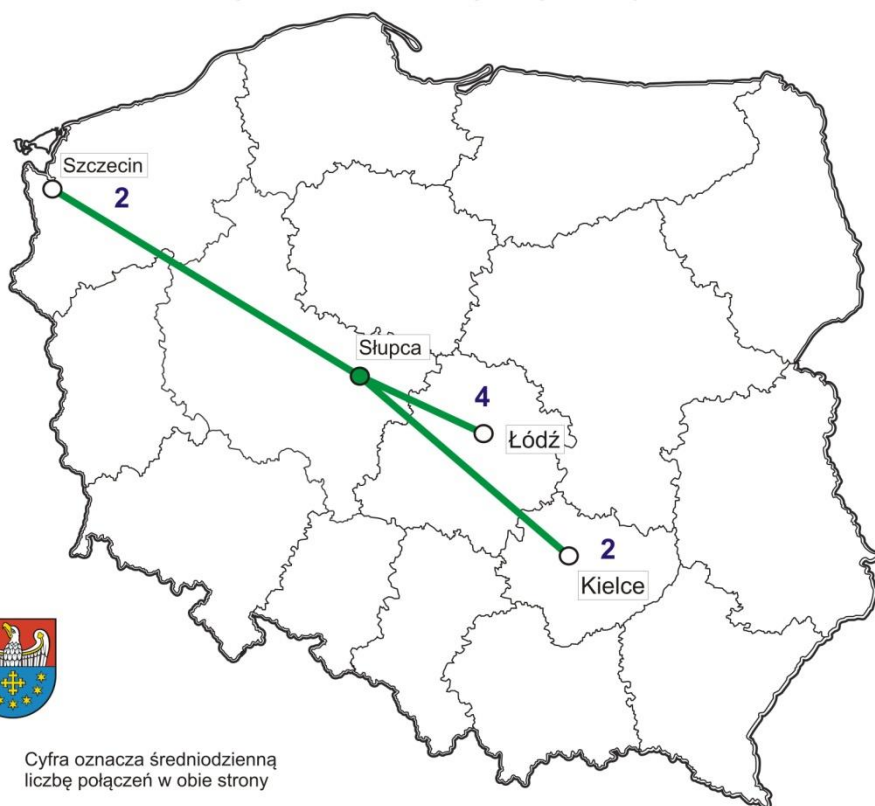 Szczecin
2
Słupca
4
Łódź
2
Kielce
Cyfra oznacza średniodzienną
liczbę połączeń w obie strony